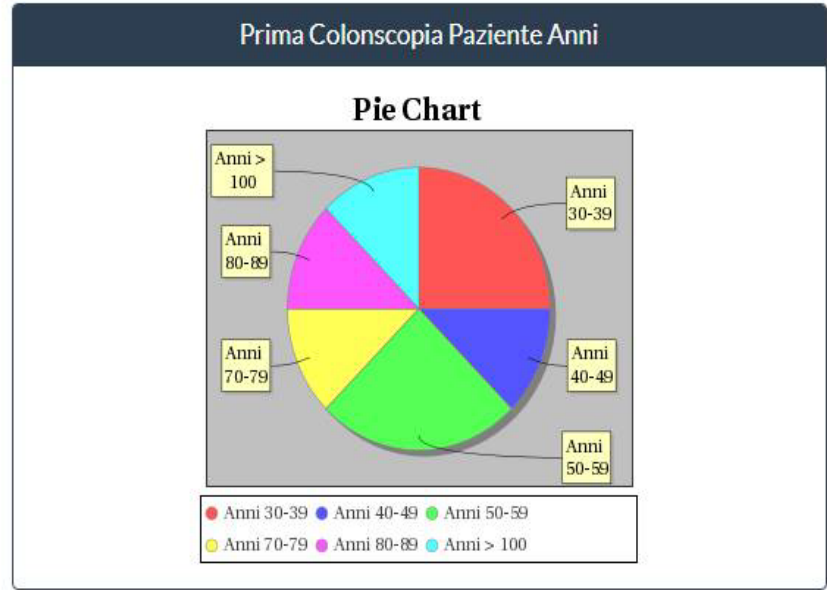 Prima Colonscopia Paziente Anni
Pie Chart
Anni >
100
Anni
30-39
Anni
80-89
Anni
70-79
Anni
40-49
Anni
50-59
Anni 30-39 Anni 40-49 Anni 50-59
Anni 70-79 Anni 80-89 Anni > 100